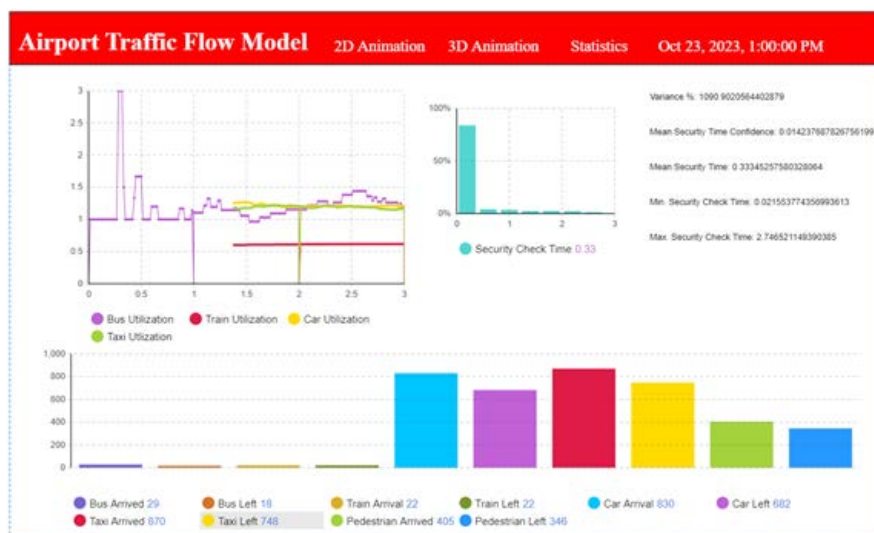 Airport Traffic Flow Model 2D Animation 3D Animation Statistics Oct 23, 2023, 1:00:00 PM
3
2.5
2
1.5
1
0.5
0
0 0.5 1 1.5 2 2.5 3
Bus Utilization Train Utilization Car Utilization
Taxi Utlization
100%
50%
0%
0 1 2 3
Security Check Time 0.33
Variance %: 1090.9020564402879
Mean Securtiy Time Confidence: 0.014237687826756199
Mean Security Time: 0.33345257580328064
Min. Security Check Time: 0.021553774356993613
Max. Security Check Time: 2.746521149390385
1,000
800
600
400
200
0
Bus Arrived 29 Bus Left 18 Train Arrival 22 Train Left 22 Car Arrival 830 Car Left 682
Taxi Arrived 870 Taxi Left 748 Pedestrian Arrived 405 Pedestrian Left 346